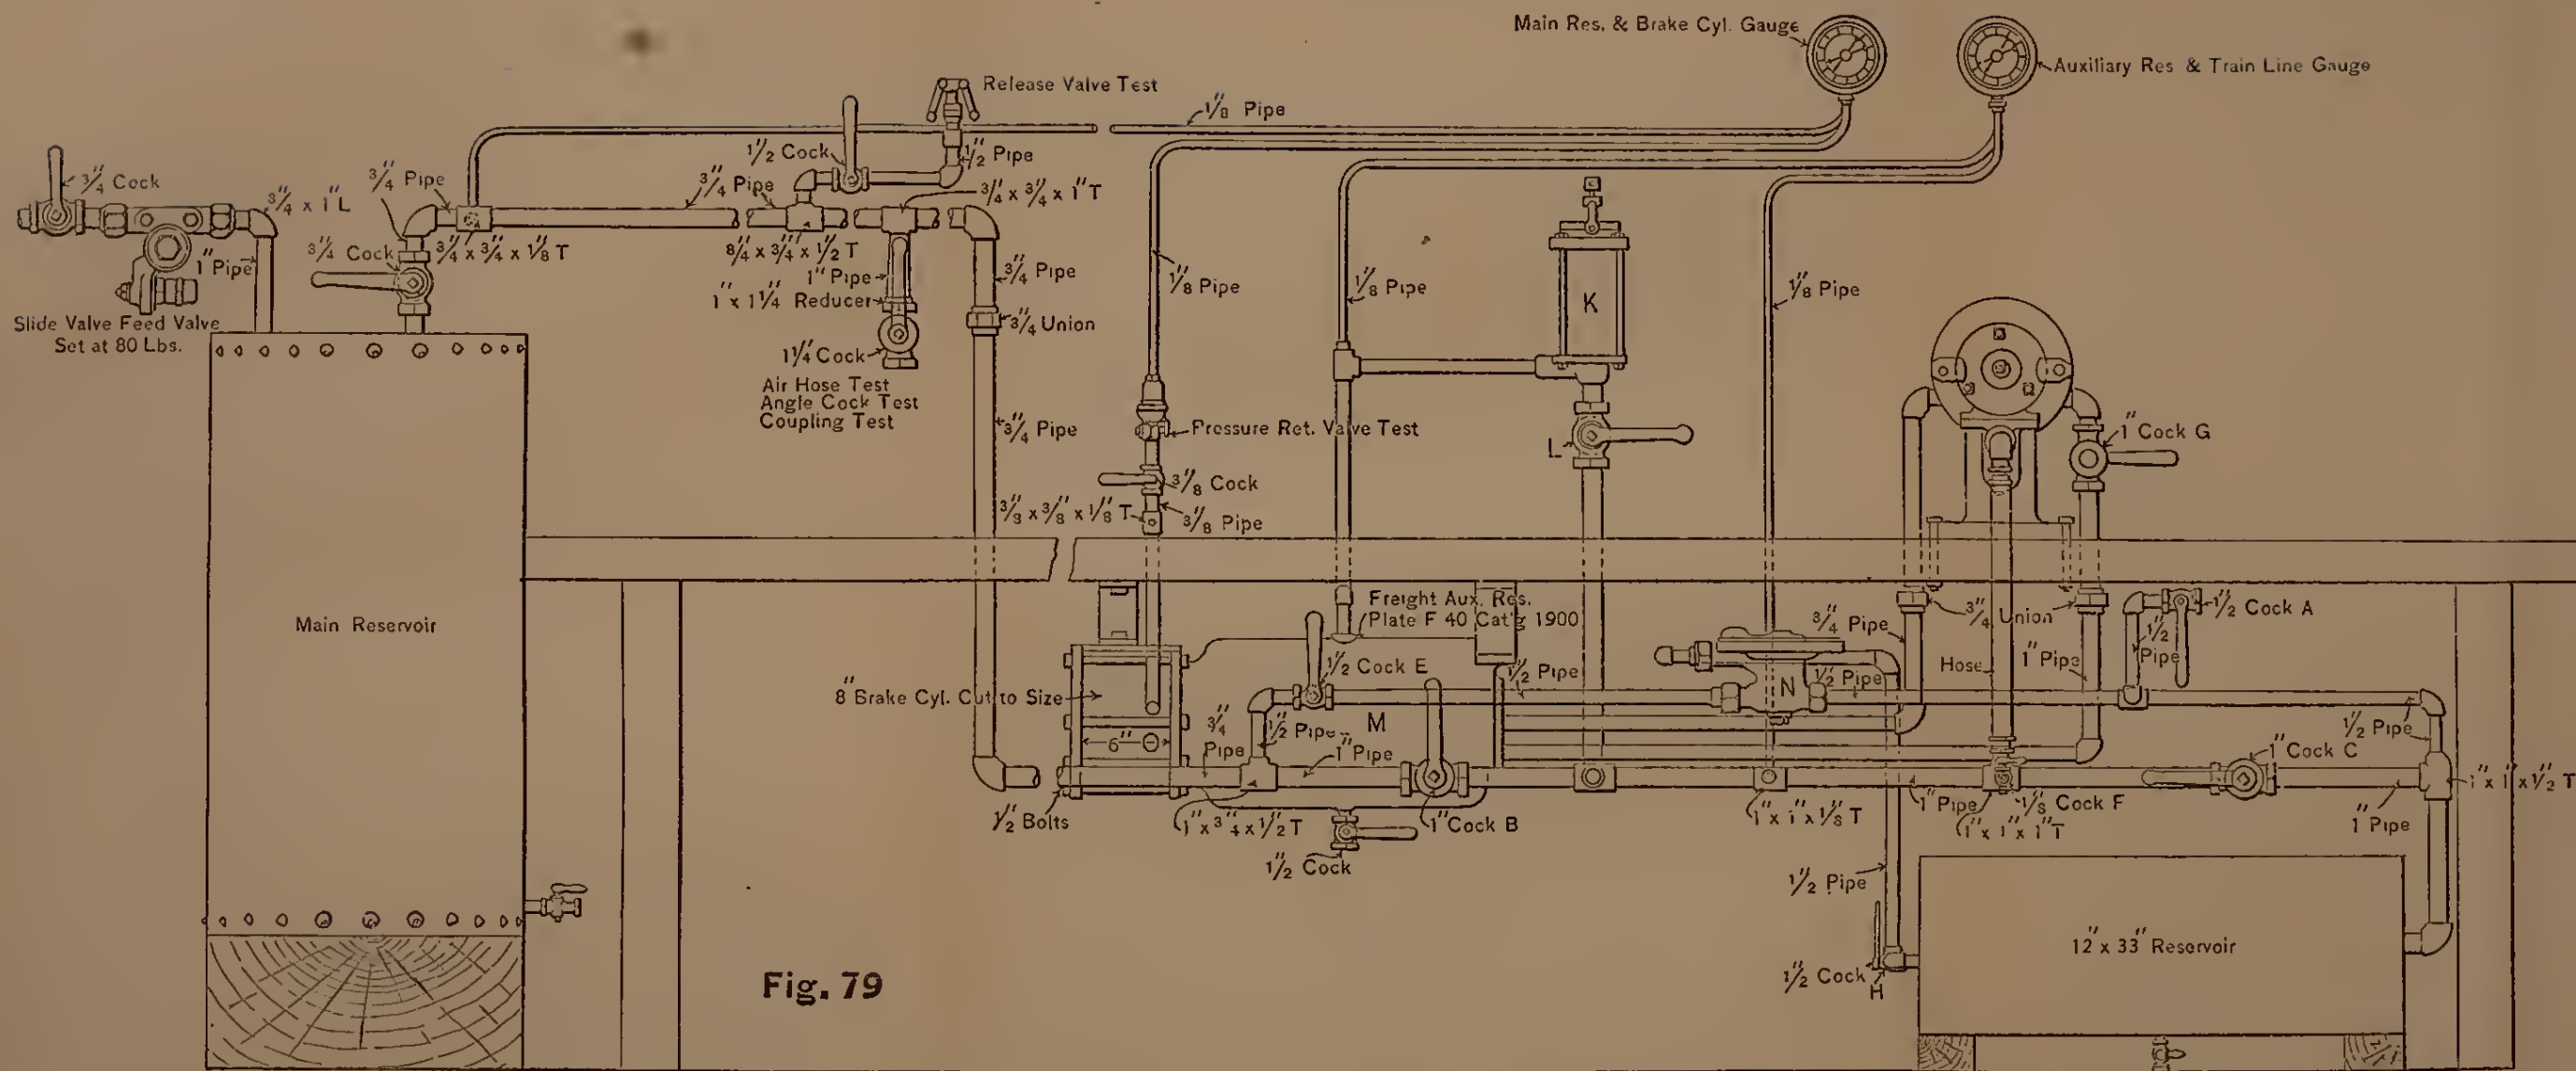 Main Res. & Brake Cyl. Gauge
Auxiliary Res & Train Line Gauge
Release Valve Test
1/8" Pipe
1/2" Cock
1/2" Pipe
3/4" Cock
3/4" x 1" L
3/4" Pipe
3/4" Pipe
3/4" x 3/4" x 1" T
3/4" Cock
3/4" x 3/4" x 1/8" T
8/4" x 3/4" x 1/2" T
1" Pipe
1" Pipe
1" x 1 1/4" Reducer
3/4" Pipe
3/4" Union
1/8" Pipe
1/8" Pipe
K
1/8" Pipe
Slide Valve Feed Valve
Set at 80 Lbs.
1 1/4" Cock
Air Hose Test
Angle Cock Test
Coupling Test
3/4" Pipe
Pressure Ret. Valve Test
L
1" Cock G
3/8" Cock
3/8" x 3/8" x 1/8" T
3/8" Pipe
Main Reservoir
Freight Aux. Res.
Plate F 40 Cat'g 1900
3/4" Pipe
3/4" Union
1/2" Cock A
1/2" Pipe
Hose
1" Pipe
1/2" Cock E
1/2" Pipe
N
1/2" Pipe
8" Brake Cyl. Cut to Size
6"
3/4" Pipe
1/2" Pipe
M
1" Pipe
1/2" Pipe
1" Cock C
1/2" Bolts
1" x 3/4" x 1/2" T
1" Cock B
1/2" Cock
1" x 1" x 1/8" T
1" Pipe
1" x 1" x 1" T
1/8" Cock F
1" Pipe
1" x 1" x 1/2" T
1/2" Pipe
1/2" Cock
H
12" x 33" Reservoir
Fig. 79